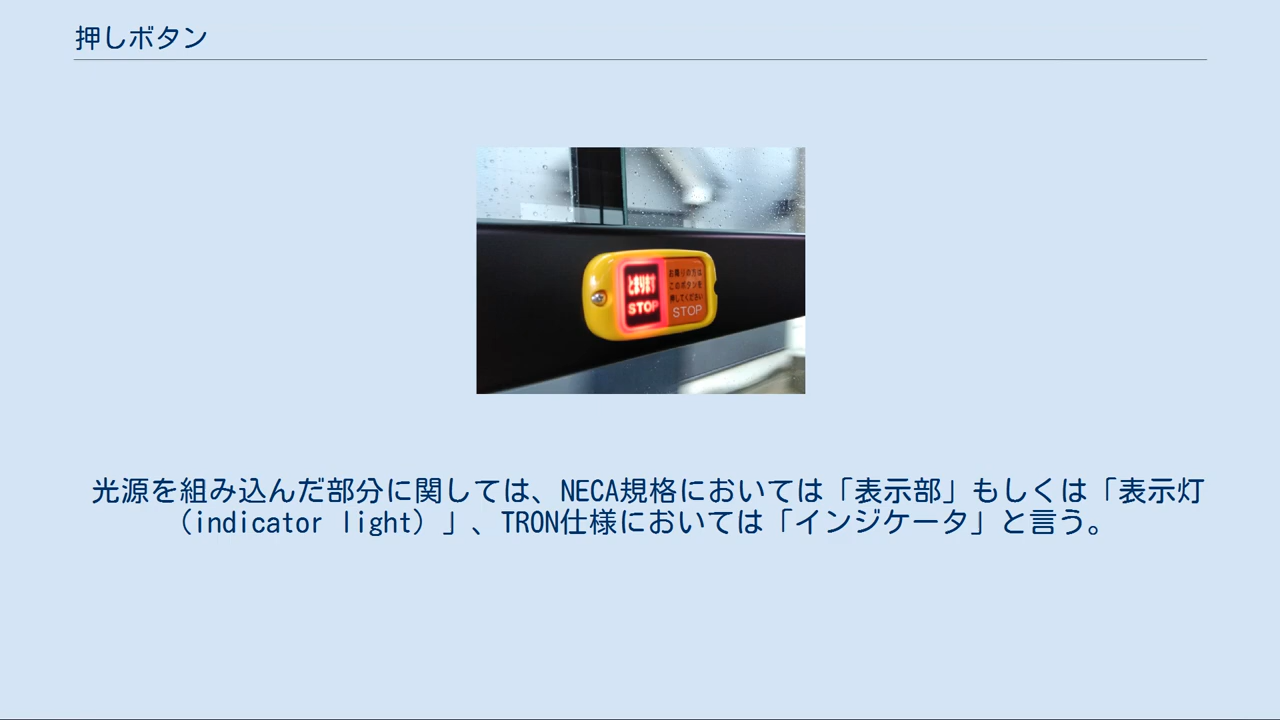 押しボタン
とまります
STOP
お降りの方は
このボタンを
押してください
STOP
光源を組み込んだ部分に関しては、NECA規格においては「表示部」もしくは「表示灯
（indicator light）」、TRON仕様においては「インジケータ」と言う。